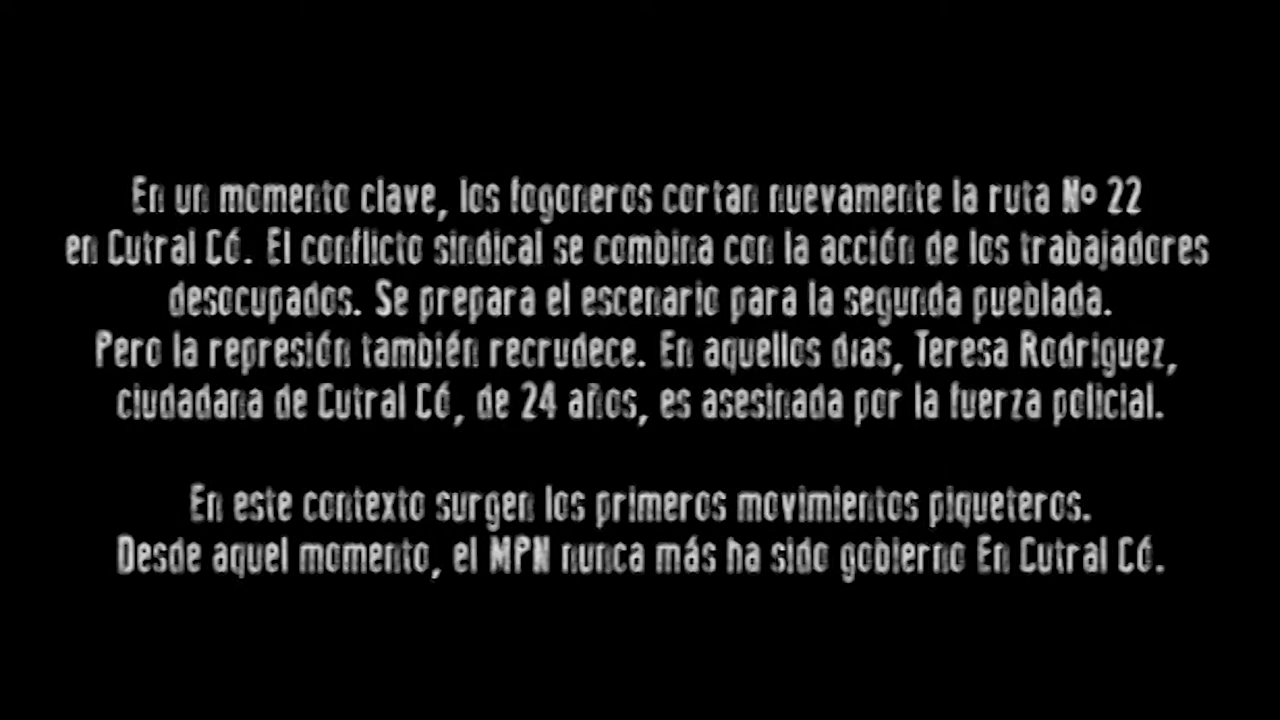 En un momento clave, los fogoneros cortan nuevamente la ruta Nº 22
en Cutral Có. El conflicto sindical se combina con la acción de los trabajadores
desocupados. Se prepara el escenario para la segunda pueblada.
Pero la represión también recrudece. En aquellos dıas, Teresa Rodriguez,
ciudadana de Cutral Có, de 24 años, es asesinada por la fuerza policial.
En este contexto surgen los primeros movimientos piqueteros.
Desde aquel momento, el MPN nunca más ha sido gobierno En Cutral Có.